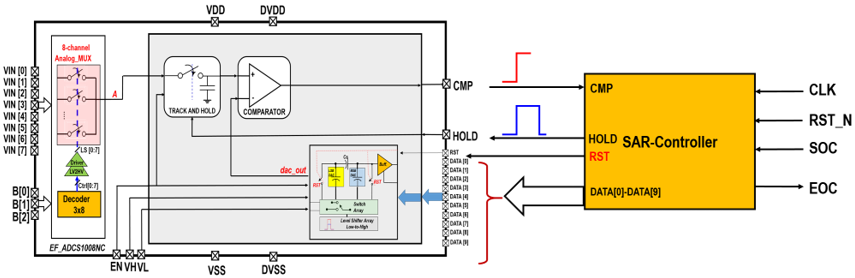 VDD
DVDD
8-channel
Analog_MUX
VIN [0]
VIN [1]
VIN [2]
VIN [3]
VIN [4]
VIN [5]
VIN [6]
VIN [7]
A
LS [0:7]
Driver
LV2HV
Ctrl[0:7]
Decoder
3x8
B[0]
B[1]
B[2]
EF_ADCS1008NC
TRACK AND HOLD
+
-
COMPARATOR
dac_out
RST
RST
Switch
Array
Level Shifter Array
Low-to-High
EN
VH
VL
VSS
DVSS
CMP
HOLD
RST
DATA [0]
DATA [1]
DATA [2]
DATA [3]
DATA [4]
DATA [5]
DATA [6]
DATA [7]
DATA [8]
DATA [9]
CMP
HOLD
RST
SAR-Controller
DATA[0]-DATA[9]
CLK
RST_N
SOC
EOC